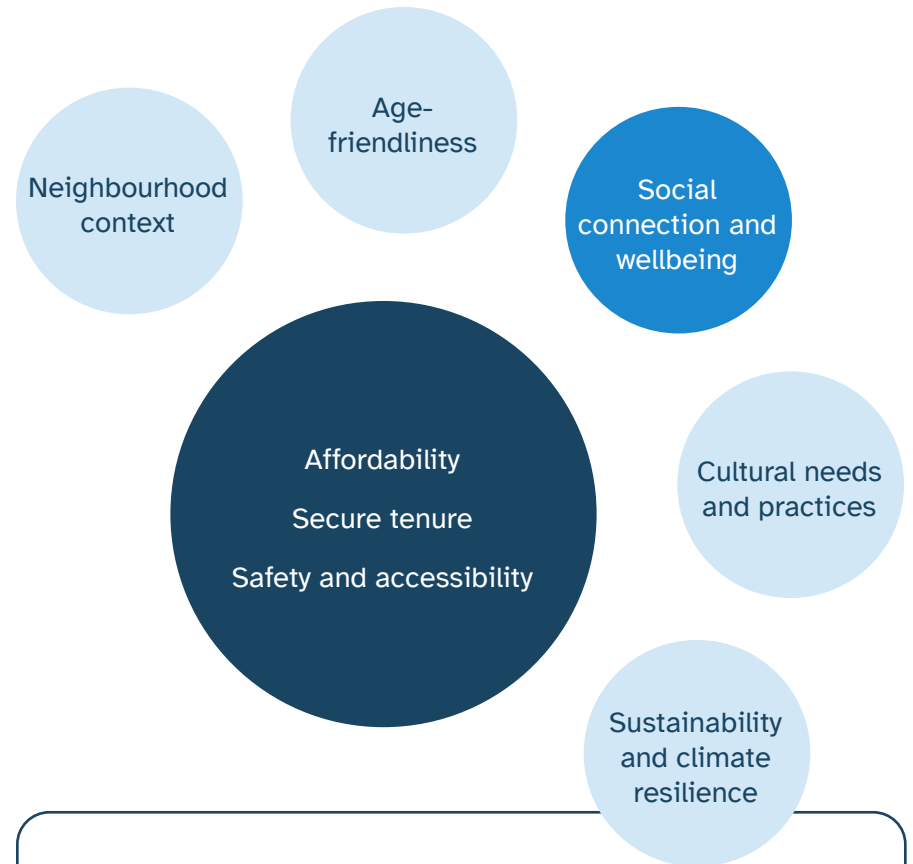 Age-
friendliness
Neighbourhood
context
Social
connection and
wellbeing
Affordability
Secure tenure
Safety and accessibility
Cultural needs
and practices
Sustainability
and climate
resilience